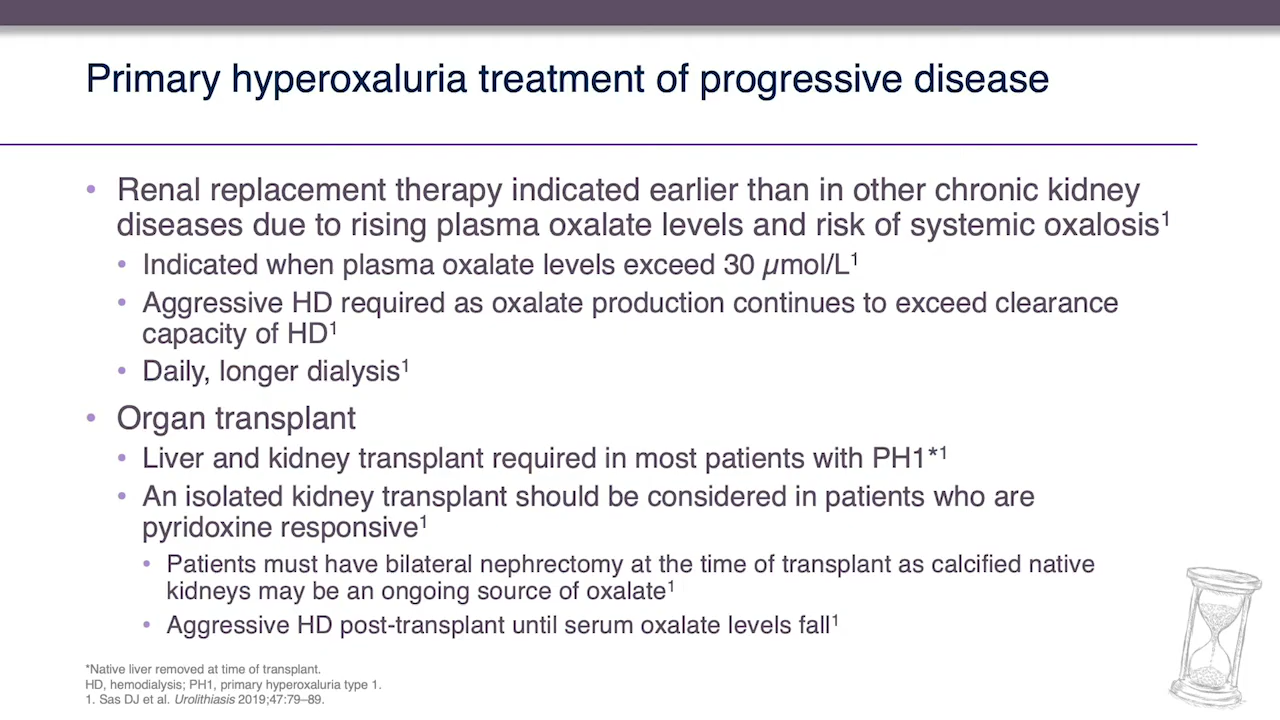 Primary hyperoxaluria treatment of progressive disease
• Renal replacement therapy indicated earlier than in other chronic kidney
diseases due to rising plasma oxalate levels and risk of systemic oxalosis¹
• Indicated when plasma oxalate levels exceed 30 µmol/L¹
• Aggressive HD required as oxalate production continues to exceed clearance
capacity of HD¹
• Daily, longer dialysis¹
• Organ transplant
• Liver and kidney transplant required in most patients with PH1*¹
• An isolated kidney transplant should be considered in patients who are
pyridoxine responsive¹
• Patients must have bilateral nephrectomy at the time of transplant as calcified native
kidneys may be an ongoing source of oxalate¹
• Aggressive HD post-transplant until serum oxalate levels fall¹
*Native liver removed at time of transplant.
HD, hemodialysis; PH1, primary hyperoxaluria type 1.
1. Sas DJ et al. Urolithiasis 2019;47:79–89.